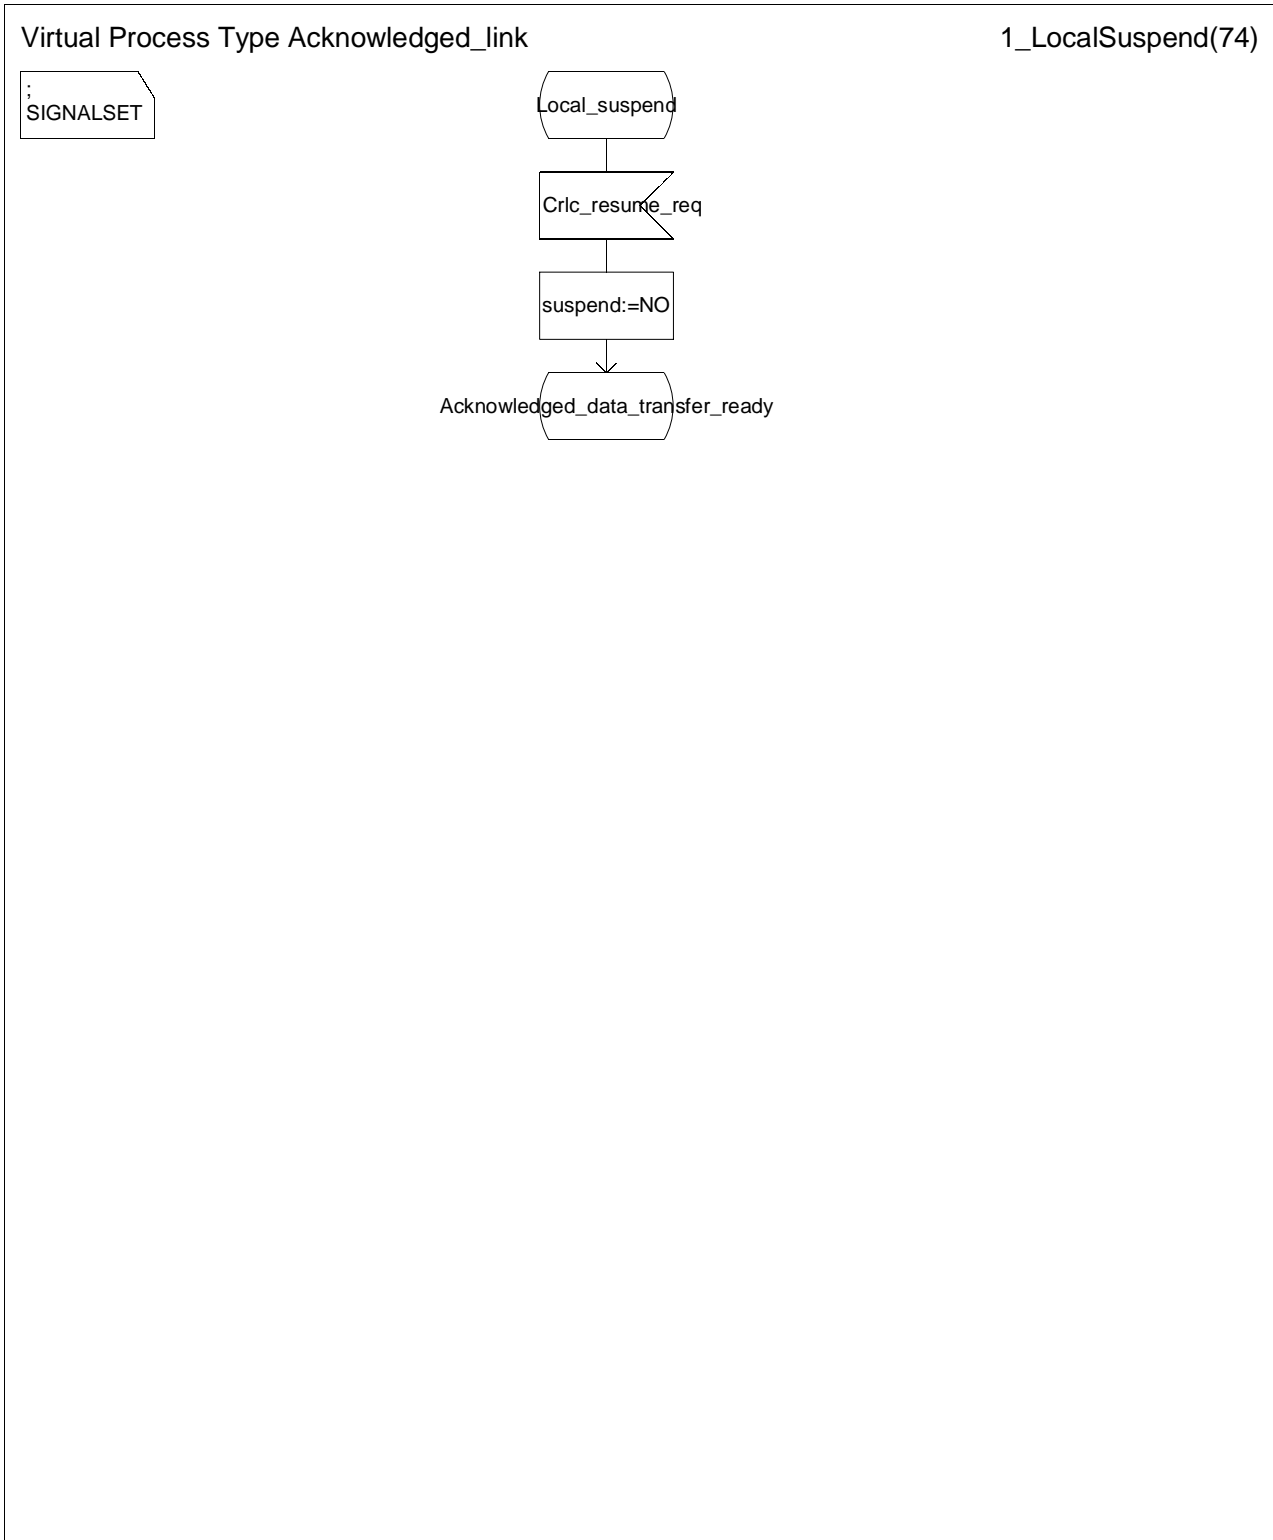 Virtual Process Type Acknowledged_link
1_LocalSuspend(74)
;
SIGNALSET
Local_suspend
Crlc_resume_req
suspend:=NO
Acknowledged_data_transfer_ready